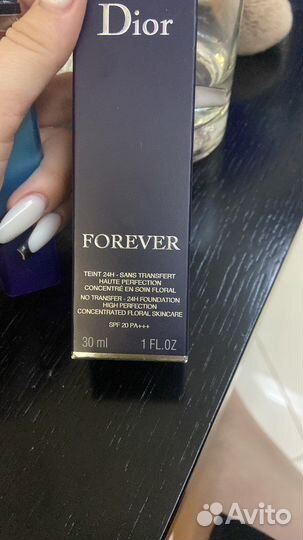 Dior
FOREVER
TEINT 24H - SANS TRANSFERT
HAUTE PERFECTION
CONCENTRÉ EN SOIN FLORAL
NO TRANSFER - 24H FOUNDATION
HIGH PERFECTION
CONCENTRATED FLORAL SKINCARE
SPF 20 PA+++
30 ml 1 FL.OZ
Avito